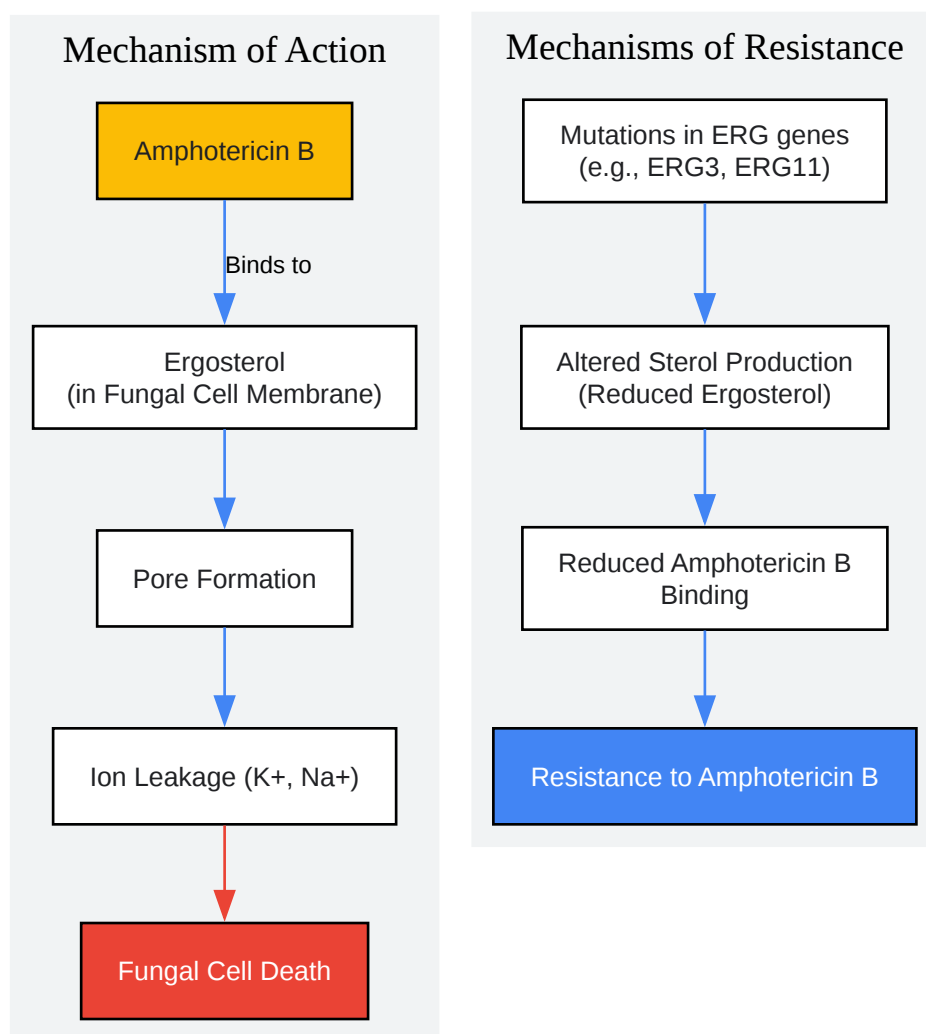 Mechanism of Action
Amphotericin B
Binds to
Ergosterol
(in Fungal Cell Membrane)
Pore Formation
Ion Leakage (K+, Na+)
Fungal Cell Death
Mechanisms of Resistance
Mutations in ERG genes
(e.g., ERG3, ERG11)
Altered Sterol Production
(Reduced Ergosterol)
Reduced Amphotericin B
Binding
Resistance to Amphotericin B